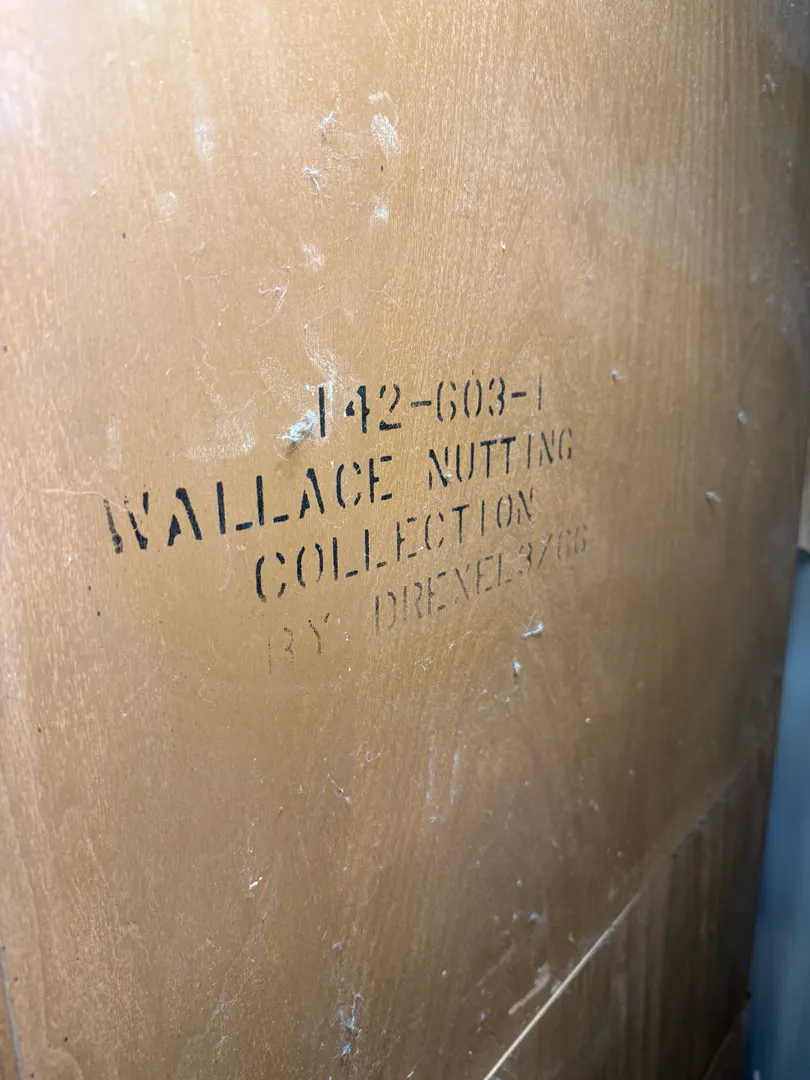 142-603-1
WALLACE NUTTING
COLLECTION
BY DREXEL 3/66